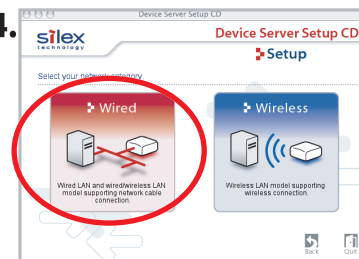 4.
Device Server Setup CD
silex
technology
Device Server Setup CD
Setup
Select your network category.
Wired
Wireless
Wired LAN and wired/wireless LAN
model supporting network cable
connection.
Wireless LAN model supporting
wireless connection.
Back
Quit